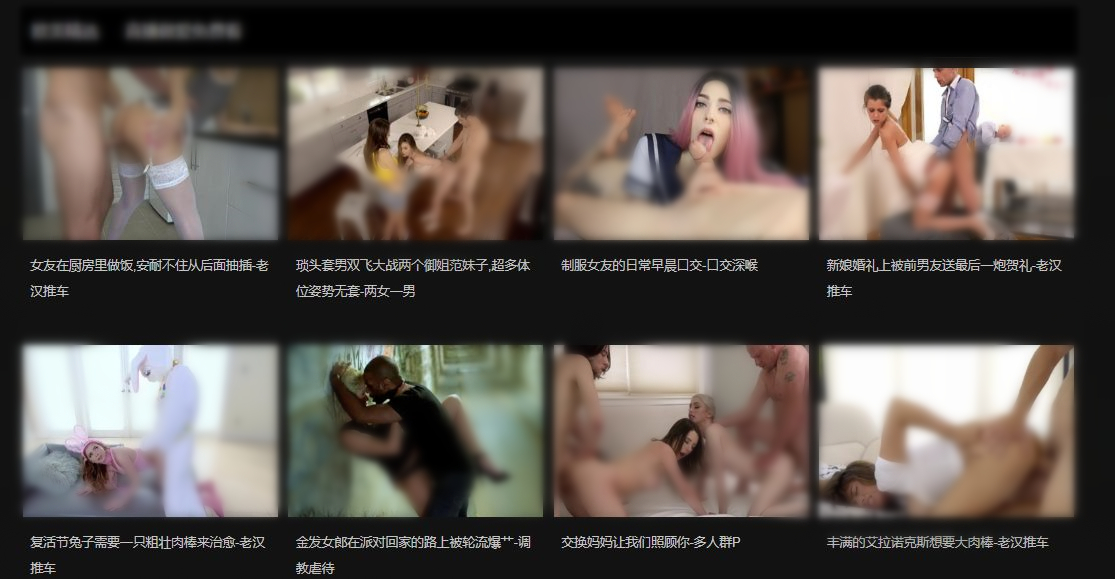 女友在厨房里做饭,安耐不住从后面抽插-老
汉推车
琐头套男双飞大战两个御姐范妹子,超多体
位姿势无套-两女一男
制服女友的日常早晨口交-口交深喉
新娘婚礼上被前男友送最后一炮贺礼-老汉
推车
复活节兔子需要一只粗壮肉棒来治愈-老汉
推车
金发女郎在派对回家的路上被轮流爆艹-调
教虐待
交换妈妈让我们照顾你-多人群P
丰满的艾拉诺克斯想要大肉棒-老汉推车